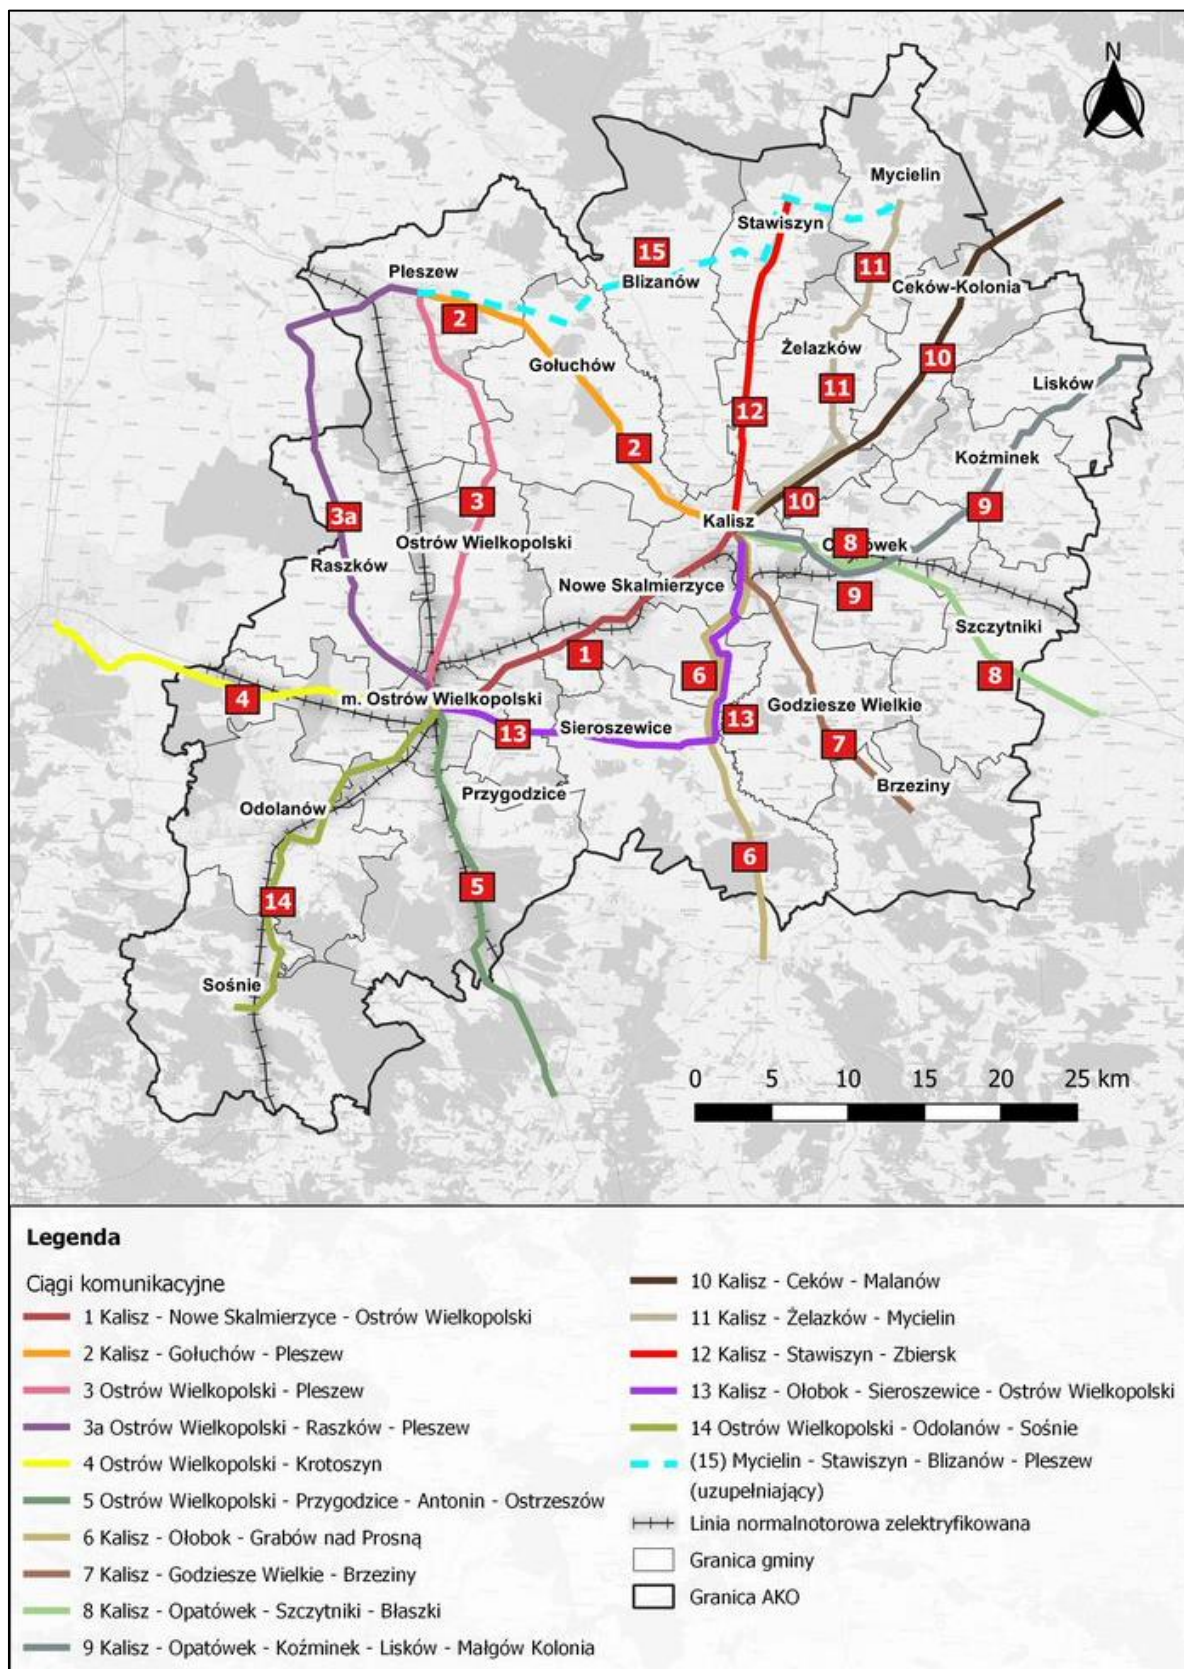 N
Mycielin
Stawiszyn
15
11
Pleszew
Blizanów
Ceków-Kolonia
2
Żelazków
10
Gołuchów
Lisków
11
12
2
Koźminek
3
10
9
3a
Kalisz
8
Ostrów Wielkopolski
Raszków
Nowe Skalmierzyce
9
Szczytniki
1
6
8
4
m. Ostrów Wielkopolski
Godziesze Wielkie
13
Sieroszewice
13
7
Brzeziny
Przygodzice
Odolanów
6
5
14
Sośnie
0 5 10 15 20 25 km
Legenda
Ciągi komunikacyjne
1 Kalisz - Nowe Skalmierzyce - Ostrów Wielkopolski
2 Kalisz - Gołuchów - Pleszew
3 Ostrów Wielkopolski - Pleszew
3a Ostrów Wielkopolski - Raszków - Pleszew
4 Ostrów Wielkopolski - Krotoszyn
5 Ostrów Wielkopolski - Przygodzice - Antonin - Ostrzeszów
6 Kalisz - Ołobok - Grabów nad Prosną
7 Kalisz - Godziesze Wielkie - Brzeziny
8 Kalisz - Opatówek - Szczytniki - Błaszki
9 Kalisz - Opatówek - Koźminek - Lisków - Małgów Kolonia
10 Kalisz - Ceków - Malanów
11 Kalisz - Żelazków - Mycielin
12 Kalisz - Stawiszyn - Zbiersk
13 Kalisz - Ołobok - Sieroszewice - Ostrów Wielkopolski
14 Ostrów Wielkopolski - Odolanów - Sośnie
(15) Mycielin - Stawiszyn - Blizanów - Pleszew
(uzupełniający)
Linia normalnotorowa zelektryfikowana
Granica gminy
Granica AKO